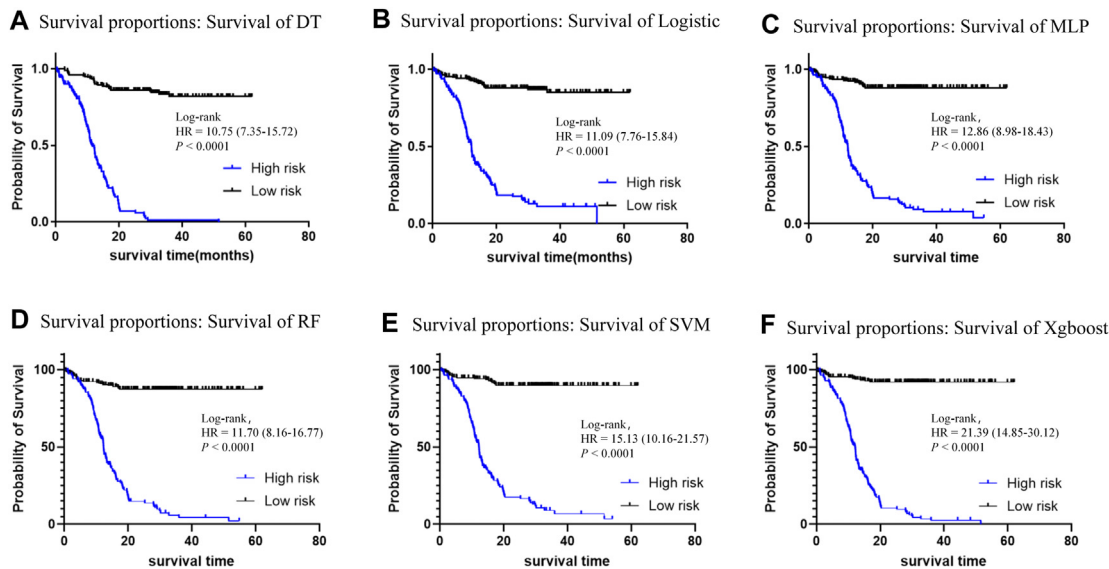 A Survival proportions: Survival of DT
Probability of Survival
1.0
0.5
0.0
Log-rank
HR = 10.75 (7.35-15.72)
P < 0.0001
High risk
Low risk
0 20 40 60 80
survival time(months)
B Survival proportions: Survival of Logistic
Probability of Survival
1.0
0.5
0.0
Log-rank
HR = 11.09 (7.76-15.84)
P < 0.0001
High risk
Low risk
0 20 40 60 80
survival time(months)
C Survival proportions: Survival of MLP
Probability of Survival
1.0
0.5
0.0
Log-rank,
HR = 12.86 (8.98-18.43)
P < 0.0001
High risk
Low risk
0 20 40 60 80
survival time
D Survival proportions: Survival of RF
Probability of Survival
100
50
0
Log-rank,
HR = 11.70 (8.16-16.77)
P < 0.0001
High risk
Low risk
0 20 40 60 80
survival time
E Survival proportions: Survival of SVM
Probability of Survival
100
50
0
Log-rank,
HR = 15.13 (10.16-21.57)
P < 0.0001
High risk
Low risk
0 20 40 60 80
survival time
F Survival proportions: Survival of Xgboost
Probability of Survival
100
50
0
Log-rank,
HR = 21.39 (14.85-30.12)
P < 0.0001
High risk
Low risk
0 20 40 60 80
survival time